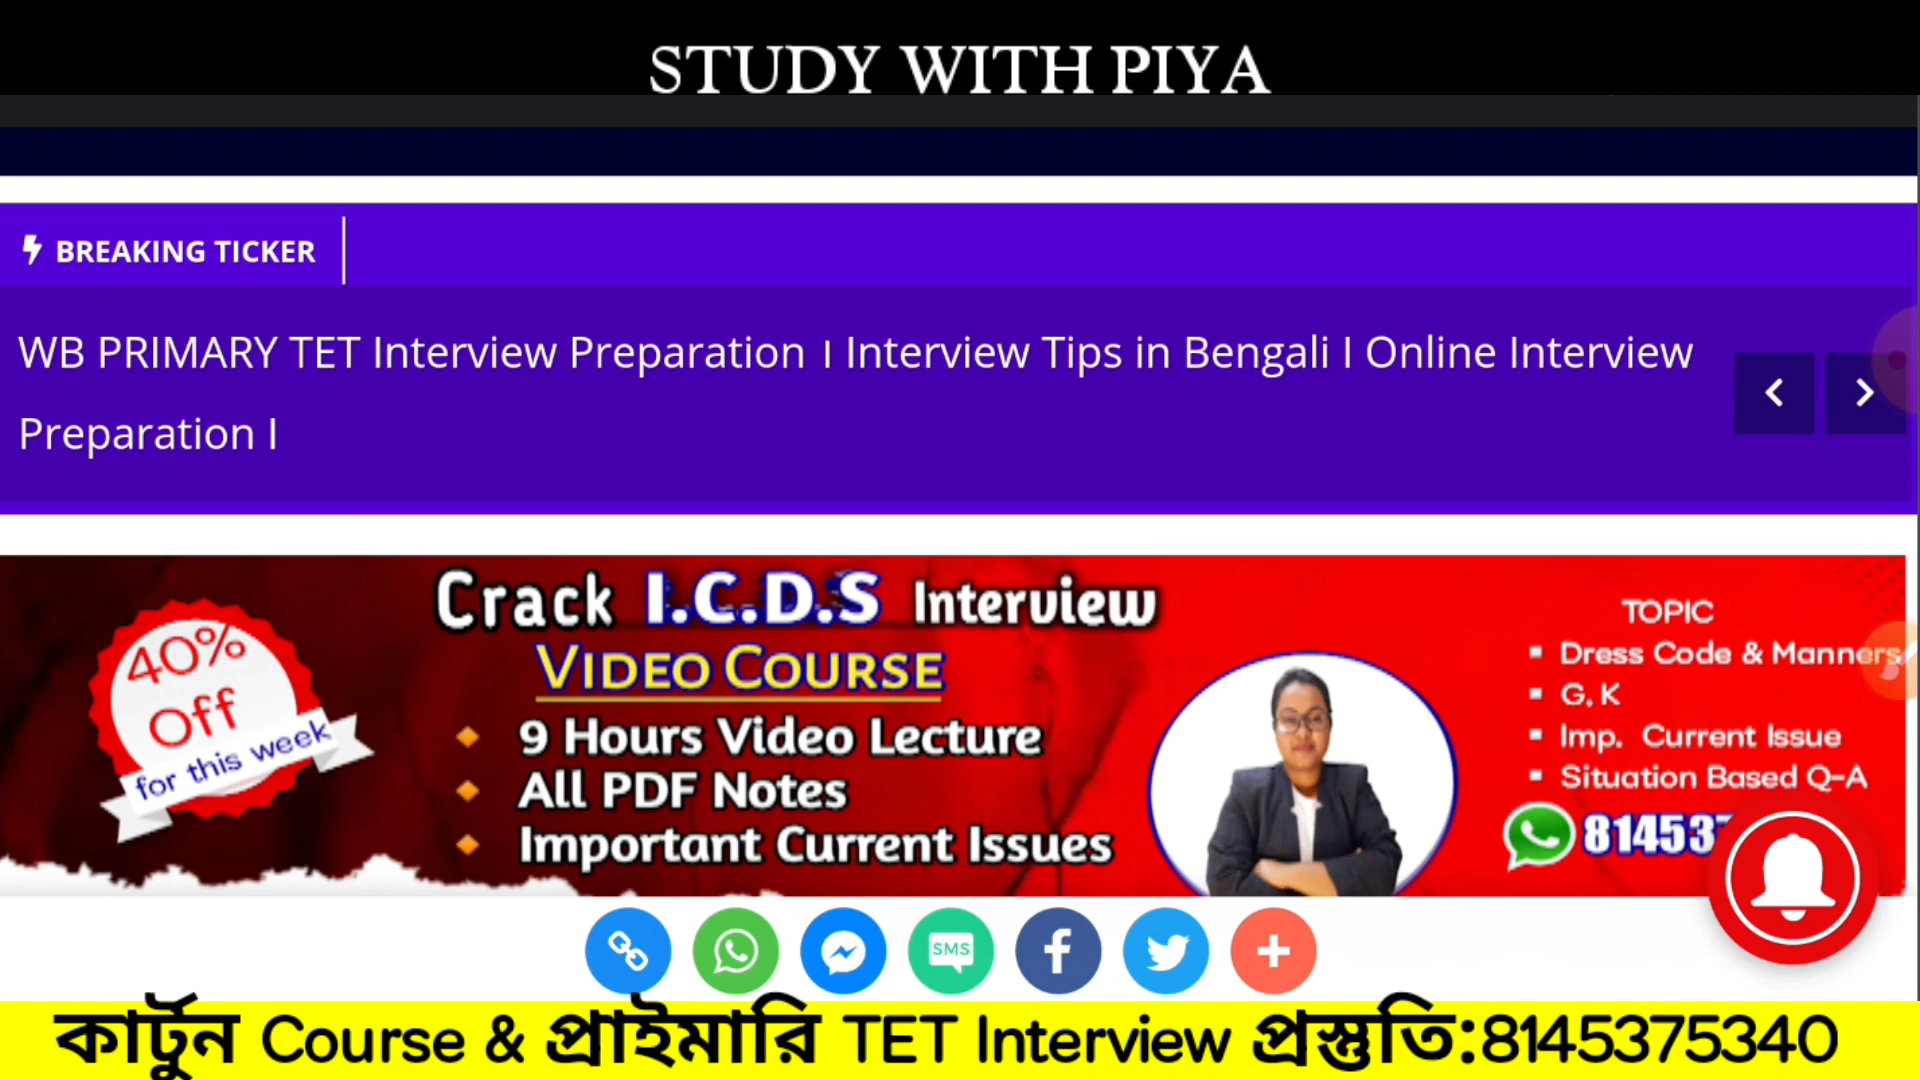 STUDY WITH PIYA
BREAKING TICKER
WB PRIMARY TET Interview Preparation । Interview Tips in Bengali I Online Interview
Preparation I
40%
Off
for this week
Crack I.C.D.S Interview
VIDEO COURSE
9 Hours Video Lecture
All PDF Notes
Important Current Issues
TOPIC
Dress Code & Manners
G. K
Imp. Current Issue
Situation Based Q-A
81453
SMS
কার্টুন Course & প্রাইমারি TET Interview প্রস্তুতি:8145375340